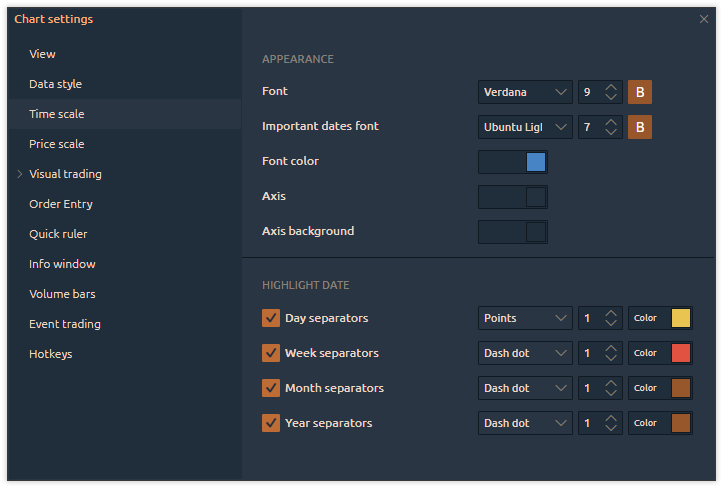 Chart settings
View
Data style
Time scale
Price scale
Visual trading
Order Entry
Quick ruler
Info window
Volume bars
Event trading
Hotkeys
APPEARANCE
Font Verdana 9 B
Important dates font Ubuntu Ligl 7 B
Font color
Axis
Axis background
HIGHLIGHT DATE
Day separators Points 1 Color
Week separators Dash dot 1 Color
Month separators Dash dot 1 Color
Year separators Dash dot 1 Color